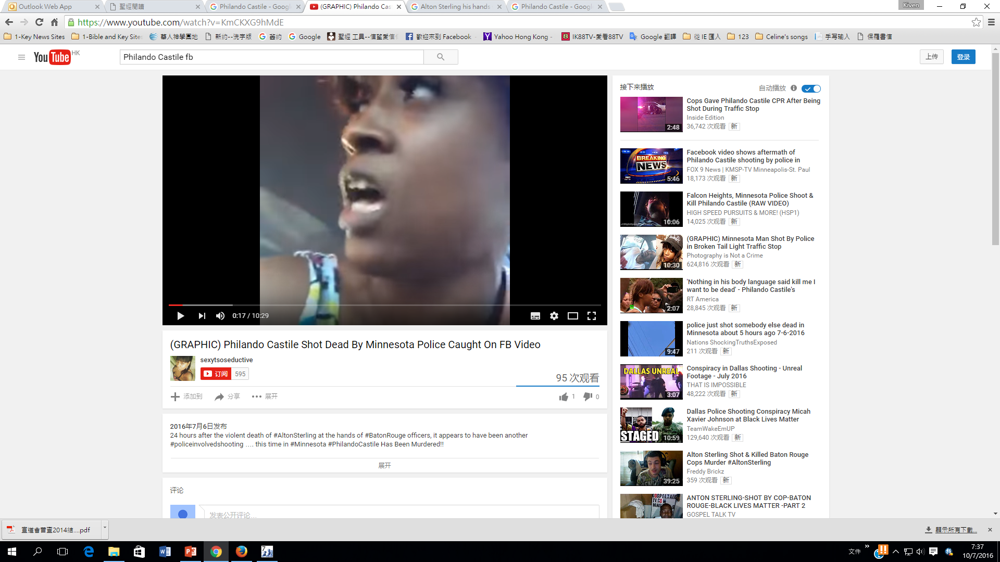 Outlook Web App
聖經閱讀
Philando Castile - Googl
(GRAPHIC) Philando Cas
Alton Sterling his hands
Philando Castile - Googl
Kiven
https://www.youtube.com/watch?v=KmCKXG9hMdE
1-Key News Sites
1-Bible and Key Site
華人神學園地
新約--洗字版
舊約
Google
聖經 工具--信望愛信
歡迎來到 Facebook
Yahoo Hong Kong -
IK88TV-愛看88TV
Google 翻譯
從 IE 匯入
123
Celine's songs
手写输入
保羅書信
YouTube HK
Philando Castile fb
上传
登录
0:17 / 10:29
(GRAPHIC) Philando Castile Shot Dead By Minnesota Police Caught On FB Video
sexytsoseductive
订阅 595
95 次观看
添加到
分享
展开
1
0
2016年7月6日发布
24 hours after the violent death of #AltonSterling at the hands of #BatonRouge officers, it appears to have been another
#policeinvolvedshooting .... this time in #Minnesota #PhilandoCastile Has Been Murdered!!
展开
评论
发表公开评论...
接下来播放
自动播放
2:48
Cops Gave Philando Castile CPR After Being
Shot During Traffic Stop
Inside Edition
36,742 次观看 新
BREAKING
NEWS
5:46
Facebook video shows aftermath of
Philando Castile shooting by police in
FOX 9 News | KMSP-TV Minneapolis-St. Paul
18,173 次观看 新
10:06
Falcon Heights, Minnesota Police Shoot &
Kill Philando Castile (RAW VIDEO)
HIGH SPEED PURSUITS & MORE! (HSP1)
14,025 次观看 新
10:30
(GRAPHIC) Minnesota Man Shot By Police
in Broken Tail Light Traffic Stop
Photography is Not a Crime
624,816 次观看 新
2:07
'Nothing in his body language said kill me I
want to be dead' - Philando Castile's
RT America
28,845 次观看 新
9:47
police just shot somebody else dead in
Minnesota about 5 hours ago 7-6-2016
Nations ShockingTruthsExposed
211 次观看 新
DALLAS UNREAL
3:07
Conspiracy in Dallas Shooting - Unreal
Footage - July 2016
THAT IS IMPOSSIBLE
48,222 次观看 新
STAGED
10:59
Dallas Police Shooting Conspiracy Micah
Xavier Johnson at Black Lives Matter
TeamWakeEmUP
129,640 次观看 新
39:25
Alton Sterling Shot & Killed Baton Rouge
Cops Murder #AltonSterling
Freddy Brickz
359 次观看 新
GOSPEL TALK
TV.COM
ANTON STERLING-SHOT BY COP-BATON
ROUGE-BLACK LIVES MATTER -PART 2
GOSPEL TALK TV
宣道會普查2014結....pdf
顯示所有下載...
文件
7:37
10/7/2016